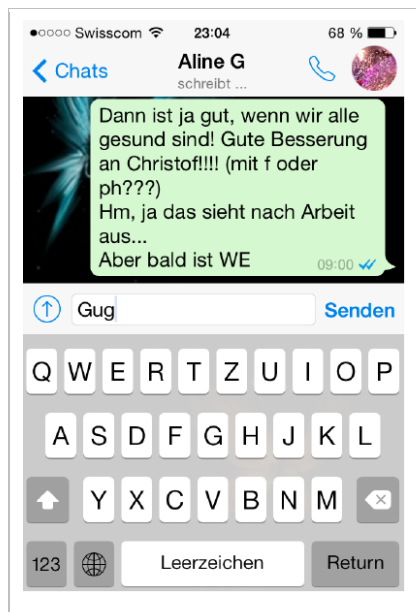 Swisscom 23:04 68 %
Chats Aline G
schreibt ...
Dann ist ja gut, wenn wir alle
gesund sind! Gute Besserung
an Christof!!!! (mit f oder
ph???)
Hm, ja das sieht nach Arbeit
aus...
Aber bald ist WE 09:00
Gug Senden
Q W E R T Z U I O P
A S D F G H J K L
Y X C V B N M
123 Leerzeichen Return